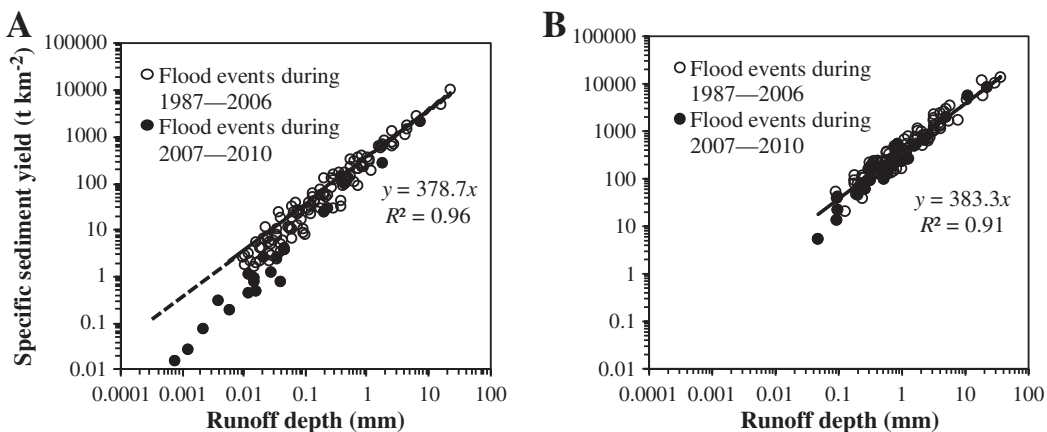 A
Specific sediment yield (t km⁻²)
100000
10000
1000
100
10
1
0.1
0.01
Flood events during
1987—2006
Flood events during
2007—2010
y = 378.7x
R² = 0.96
0.0001 0.001 0.01 0.1 1 10 100
Runoff depth (mm)
B
100000
10000
1000
100
10
1
0.1
0.01
Flood events during
1987—2006
Flood events during
2007—2010
y = 383.3x
R² = 0.91
0.0001 0.001 0.01 0.1 1 10 100
Runoff depth (mm)